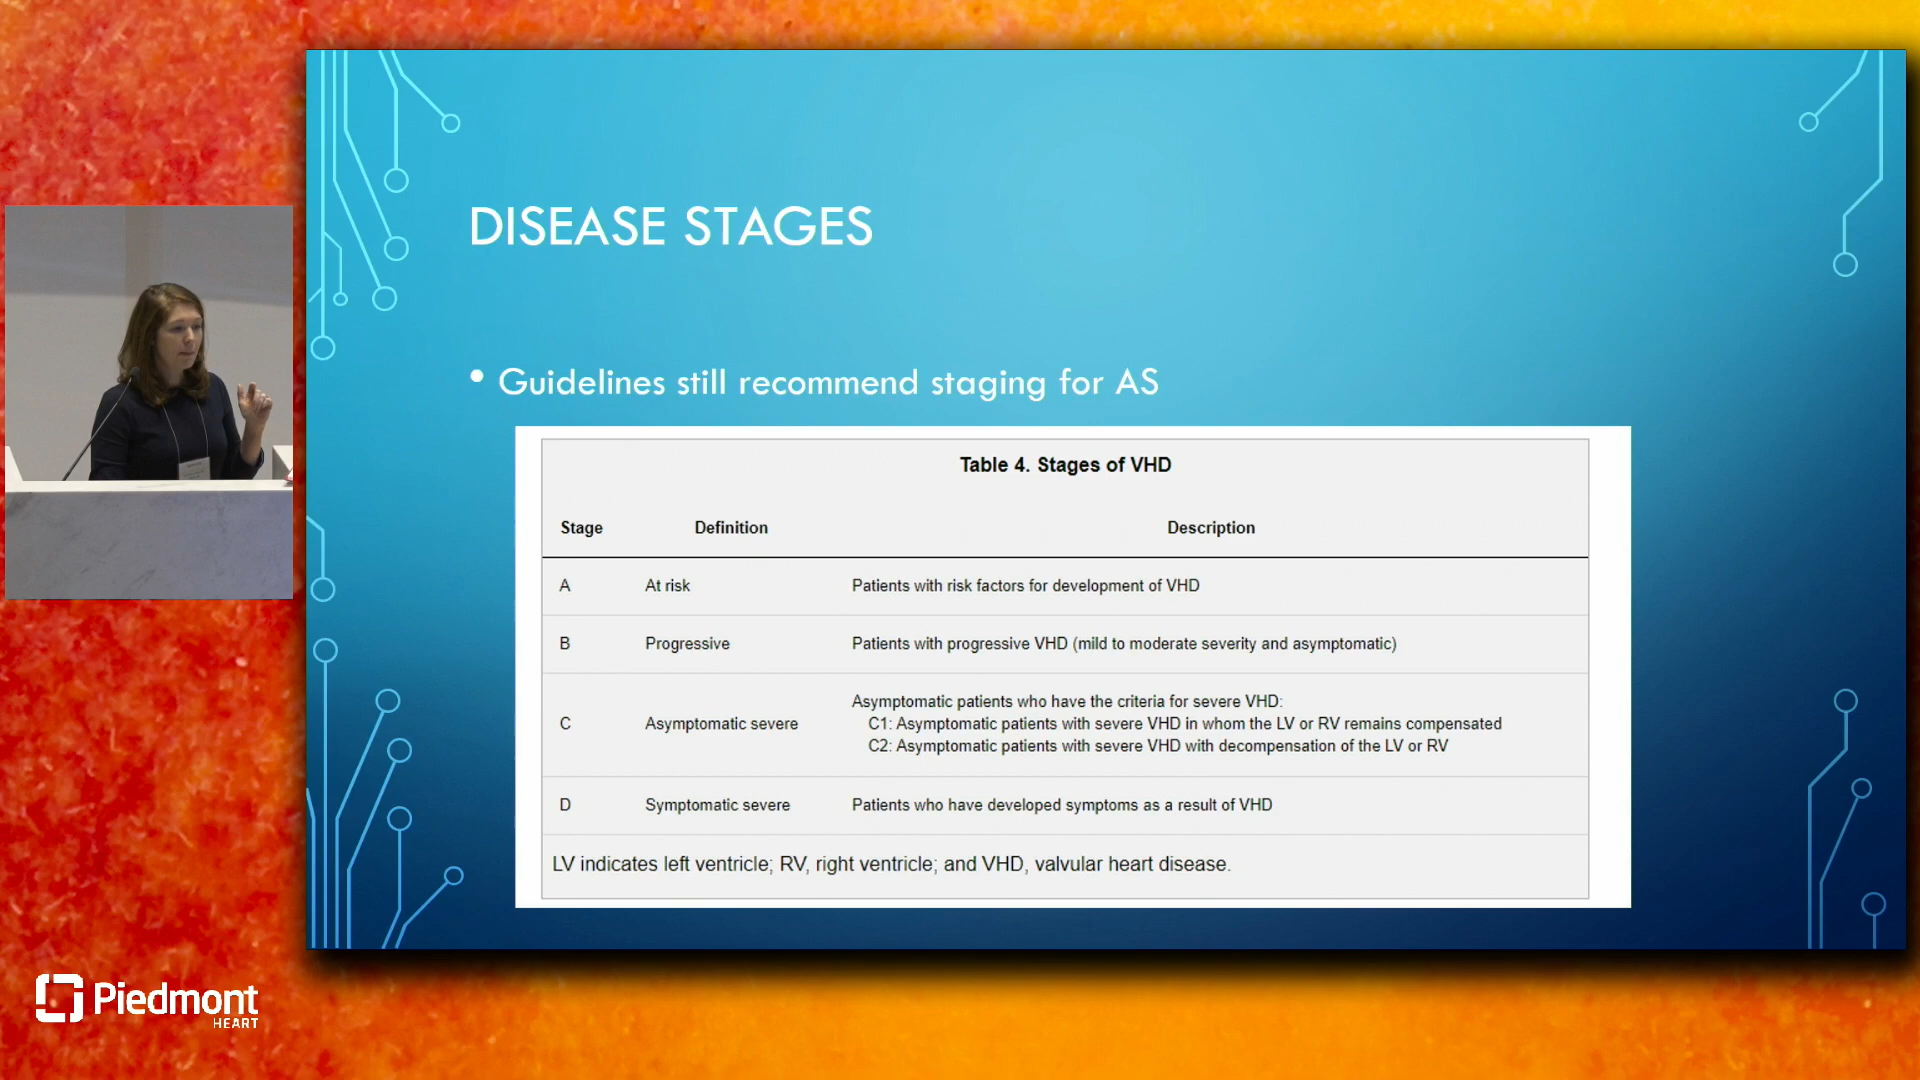 DISEASE STAGES
• Guidelines still recommend staging for AS
Table 4. Stages of VHD
Stage Definition Description
A At risk Patients with risk factors for development of VHD
B Progressive Patients with progressive VHD (mild to moderate severity and asymptomatic)
C Asymptomatic severe Asymptomatic patients who have the criteria for severe VHD:
C1: Asymptomatic patients with severe VHD in whom the LV or RV remains compensated
C2: Asymptomatic patients with severe VHD with decompensation of the LV or RV
D Symptomatic severe Patients who have developed symptoms as a result of VHD
LV indicates left ventricle; RV, right ventricle; and VHD, valvular heart disease.
Piedmont
HEART